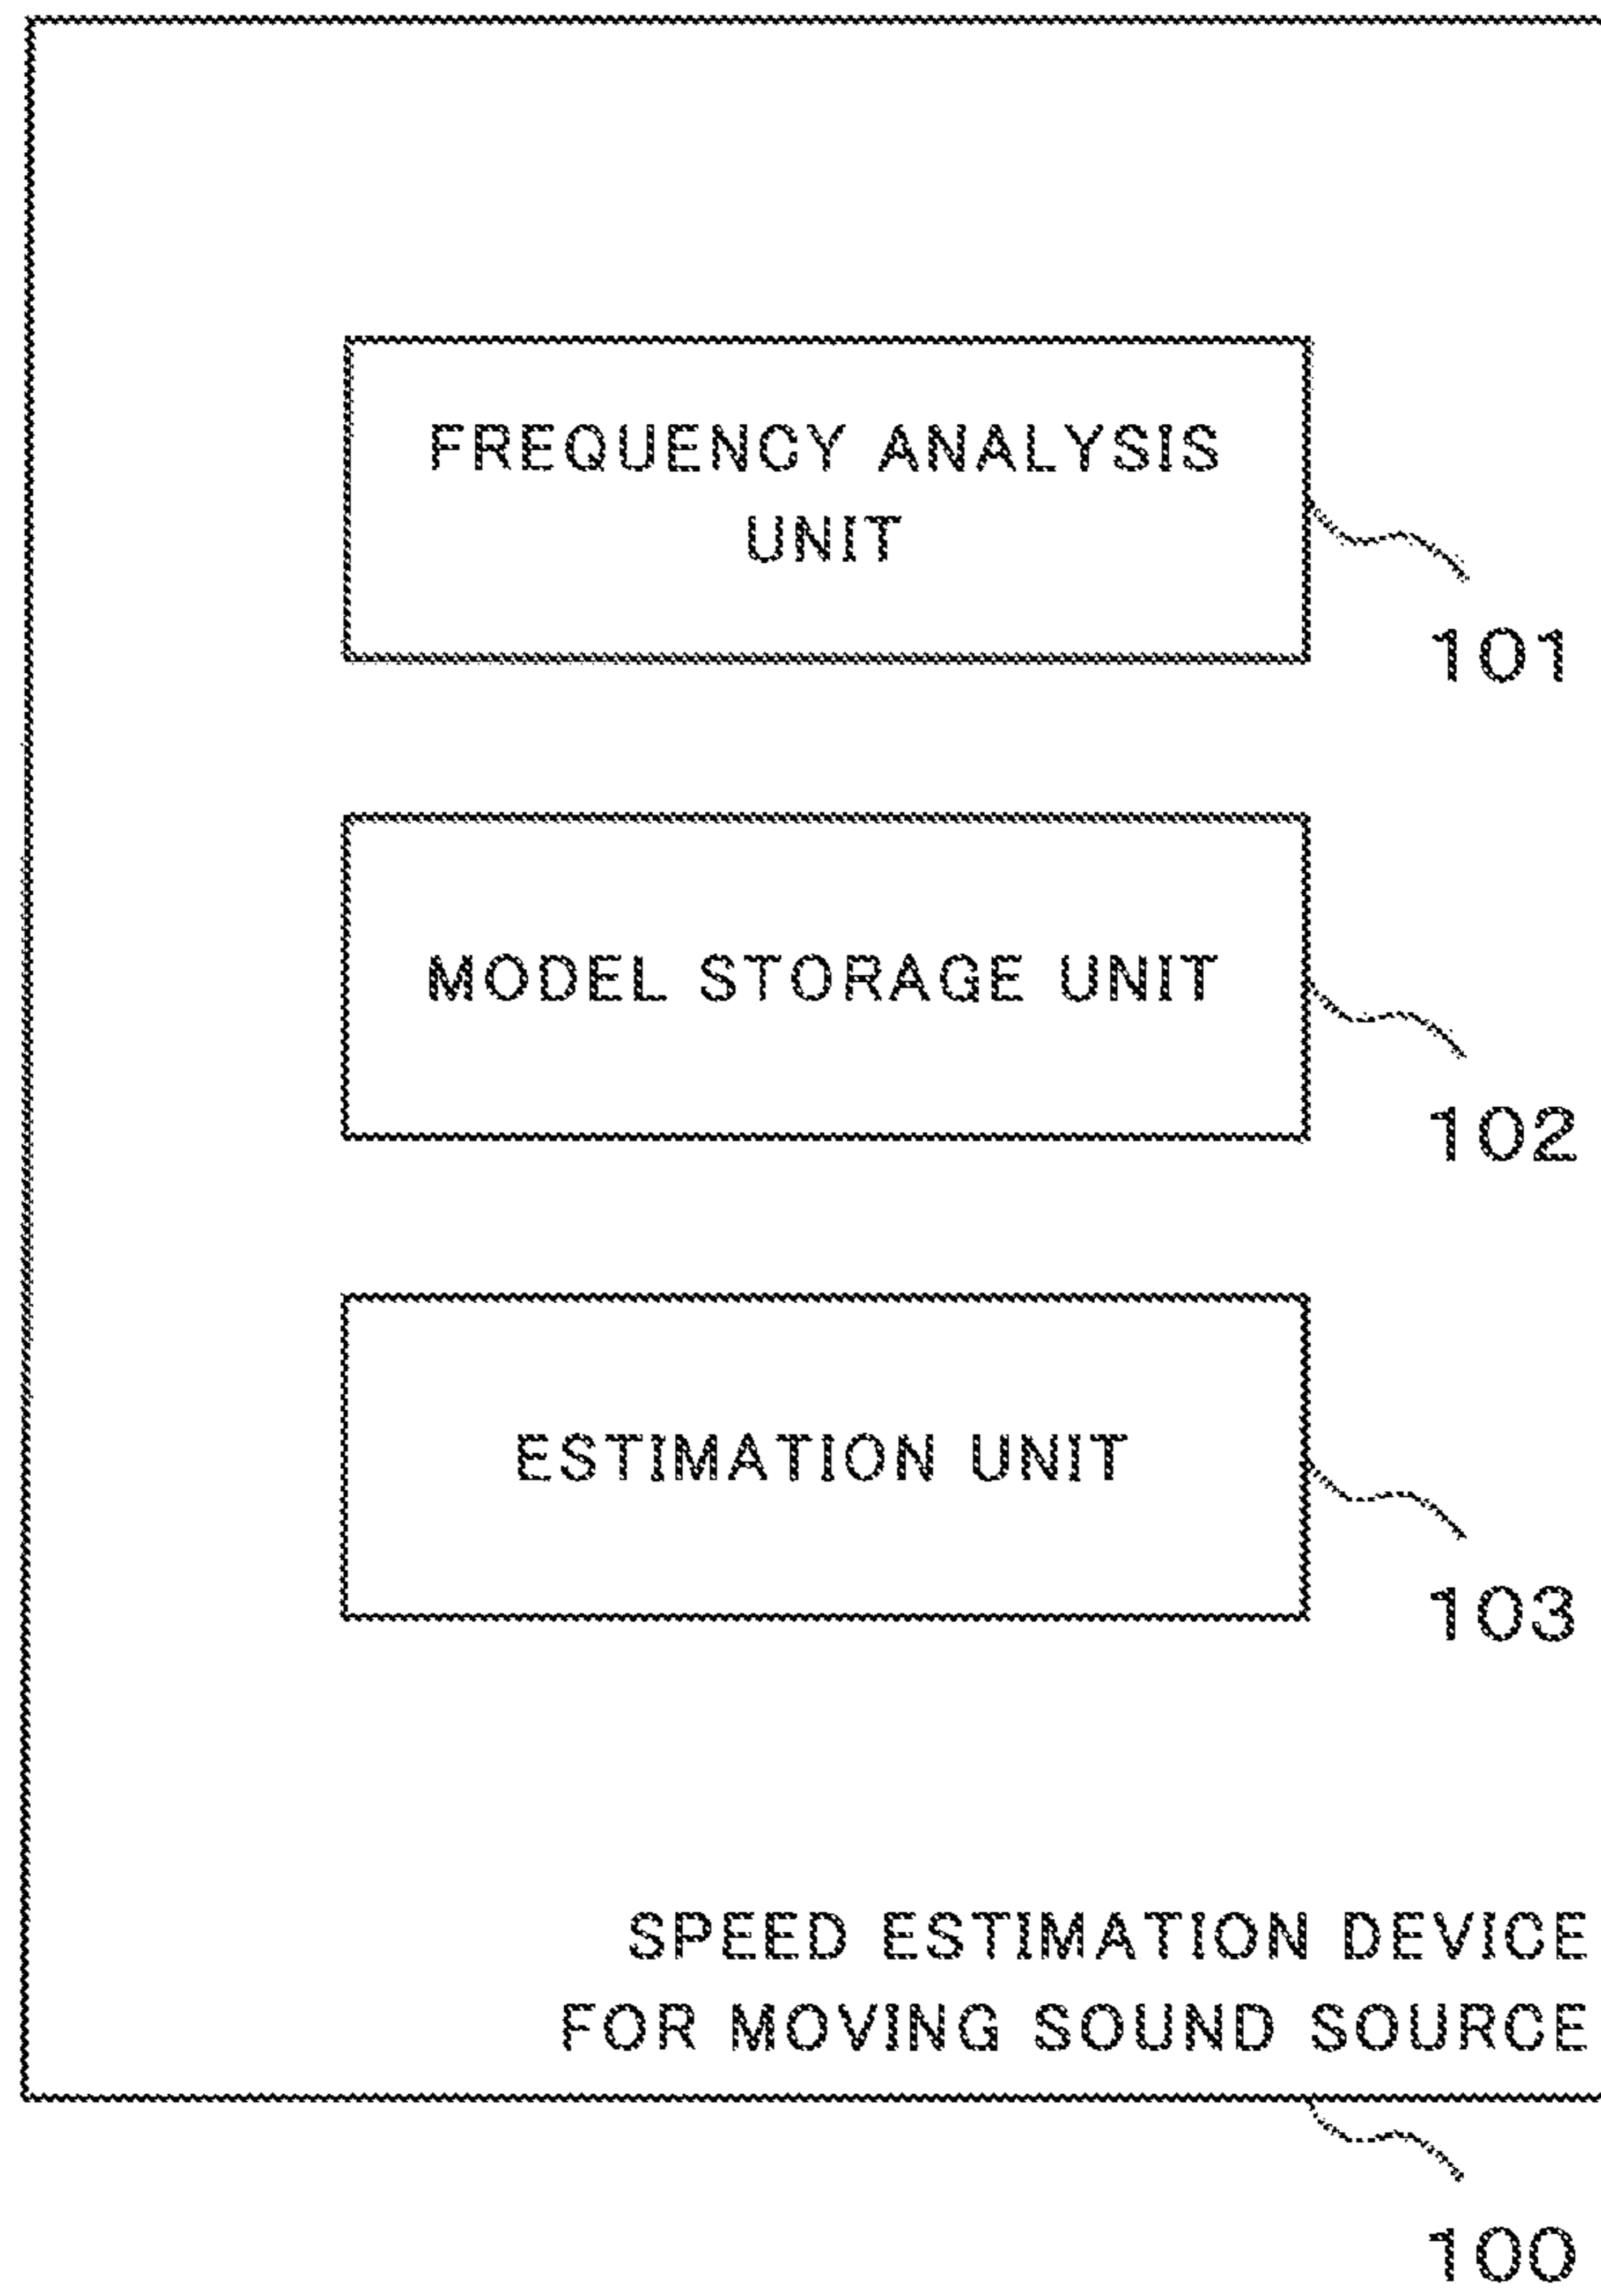 FREQUENCY ANALYSIS
UNIT
101
MODEL STORAGE UNIT
102
ESTIMATION UNIT
103
SPEED ESTIMATION DEVICE
FOR MOVING SOUND SOURCE
100